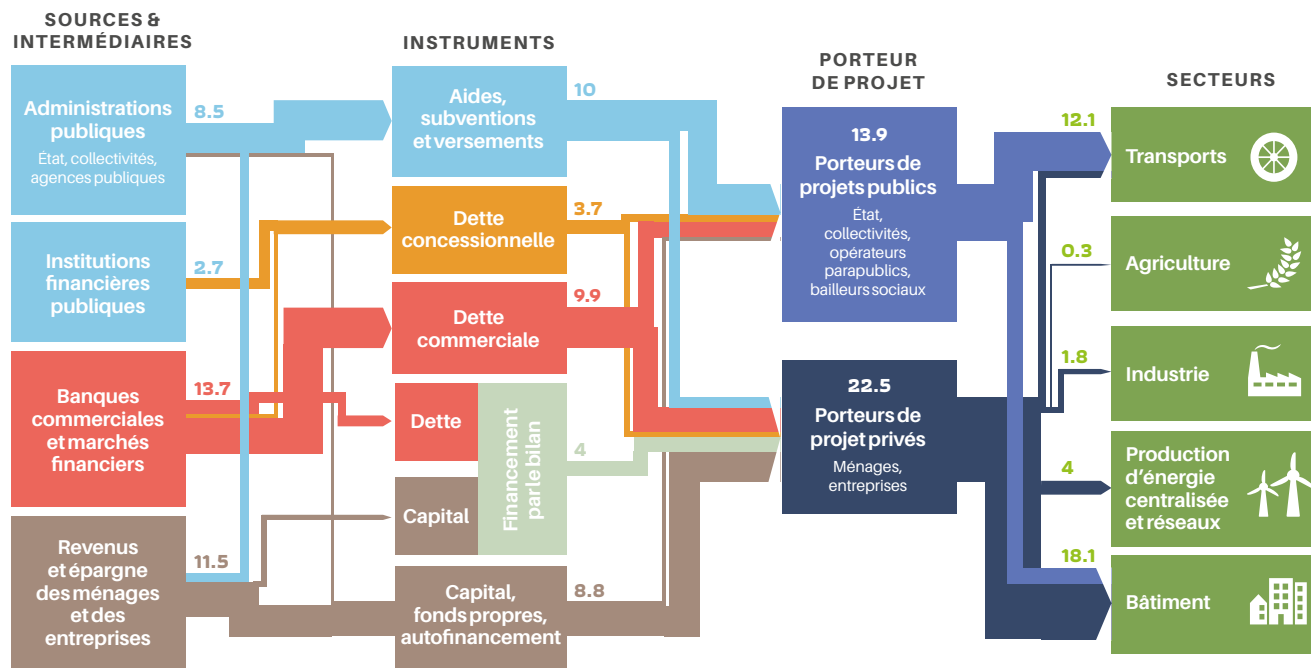 SOURCES &
INTERMÉDIAIRES
Administrations
publiques
État, collectivités,
agences publiques
8.5
Institutions
financières
publiques
2.7
Banques
commerciales
et marchés
financiers
13.7
Revenus
et épargne
des ménages
et des
entreprises
11.5
INSTRUMENTS
Aides,
subventions
et versements
10
Dette
concessionnelle
3.7
Dette
commerciale
9.9
Dette
Capital
Financement
par le bilan
4
Capital,
fonds propres,
autofinancement
8.8
PORTEUR
DE PROJET
13.9
Porteurs de
projets publics
État,
collectivités,
opérateurs
parapublics,
bailleurs sociaux
22.5
Porteurs de
projet privés
Ménages,
entreprises
SECTEURS
12.1
Transports
0.3
Agriculture
1.8
Industrie
4
Production
d'énergie
centralisée
et réseaux
18.1
Bâtiment